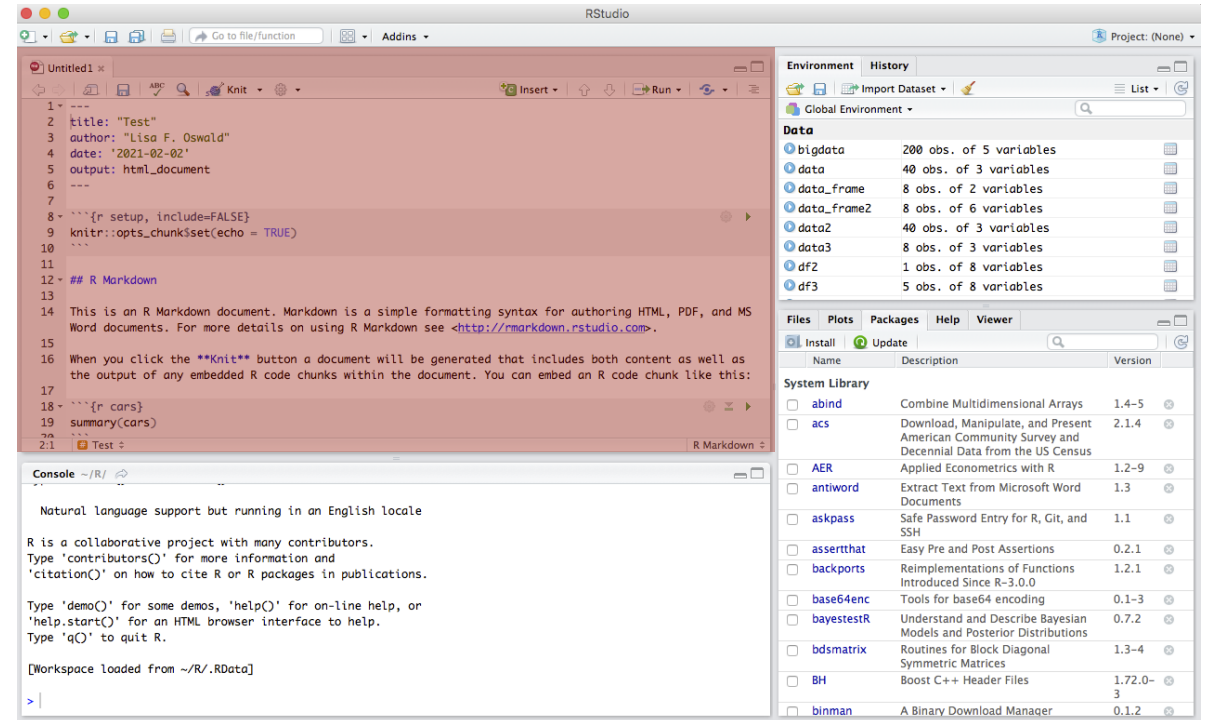 RStudio
Go to file/function
Addins
Project: (None)
Untitled1
ABC
Knit
Insert
Run
1 ---
2 title: "Test"
3 author: "Lisa F. Oswald"
4 date: '2021-02-02'
5 output: html_document
6 ---
7
8 ```{r setup, include=FALSE}
9 knitr::opts_chunk$set(echo = TRUE)
10 ```
11
12 ## R Markdown
13
14 This is an R Markdown document. Markdown is a simple formatting syntax for authoring HTML, PDF, and MS
Word documents. For more details on using R Markdown see <http://rmarkdown.rstudio.com>.
15
16 When you click the **Knit** button a document will be generated that includes both content as well as
the output of any embedded R code chunks within the document. You can embed an R code chunk like this:
17
18 ```{r cars}
19 summary(cars)
20 ```
2:1 Test R Markdown
Console ~/R/
Natural language support but running in an English locale
R is a collaborative project with many contributors.
Type 'contributors()' for more information and
'citation()' on how to cite R or R packages in publications.
Type 'demo()' for some demos, 'help()' for on-line help, or
'help.start()' for an HTML browser interface to help.
Type 'q()' to quit R.
[Workspace loaded from ~/R/.RData]
>
Environment History
Import Dataset List
Global Environment
Data
bigdata 200 obs. of 5 variables
data 40 obs. of 3 variables
data_frame 8 obs. of 2 variables
data_frame2 8 obs. of 6 variables
data2 40 obs. of 3 variables
data3 8 obs. of 3 variables
df2 1 obs. of 8 variables
df3 5 obs. of 8 variables
Files Plots Packages Help Viewer
Install Update
Name Description Version
System Library
abind Combine Multidimensional Arrays 1.4-5
acs Download, Manipulate, and Present 2.1.4
American Community Survey and
Decennial Data from the US Census
AER Applied Econometrics with R 1.2-9
antiword Extract Text from Microsoft Word 1.3
Documents
askpass Safe Password Entry for R, Git, and 1.1
SSH
assertthat Easy Pre and Post Assertions 0.2.1
backports Reimplementations of Functions 1.2.1
Introduced Since R-3.0.0
base64enc Tools for base64 encoding 0.1-3
bayestestR Understand and Describe Bayesian 0.7.2
Models and Posterior Distributions
bdsmatrix Routines for Block Diagonal 1.3-4
Symmetric Matrices
BH Boost C++ Header Files 1.72.0-
3
binman A Binary Download Manager 0.1.2